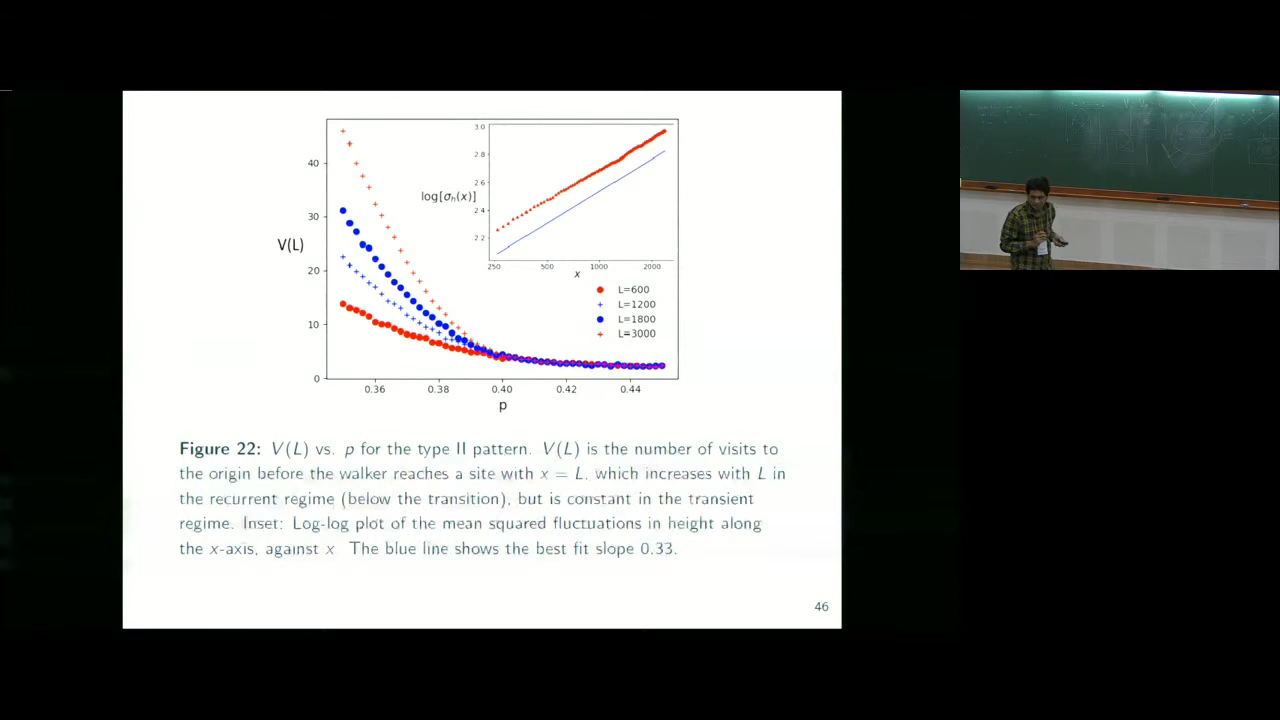 V(L)
40
30
20
10
0
0.36 0.38 0.40 0.42 0.44
p
log[σₕ(x)]
3.0
2.8
2.6
2.4
2.2
250 500 1000 2000
x
L=600
L=1200
L=1800
L=3000
Figure 22: V(L) vs. p for the type II pattern. V(L) is the number of visits to
the origin before the walker reaches a site with x = L, which increases with L in
the recurrent regime (below the transition), but is constant in the transient
regime. Inset: Log-log plot of the mean squared fluctuations in height along
the x-axis, against x. The blue line shows the best fit slope 0.33.
46